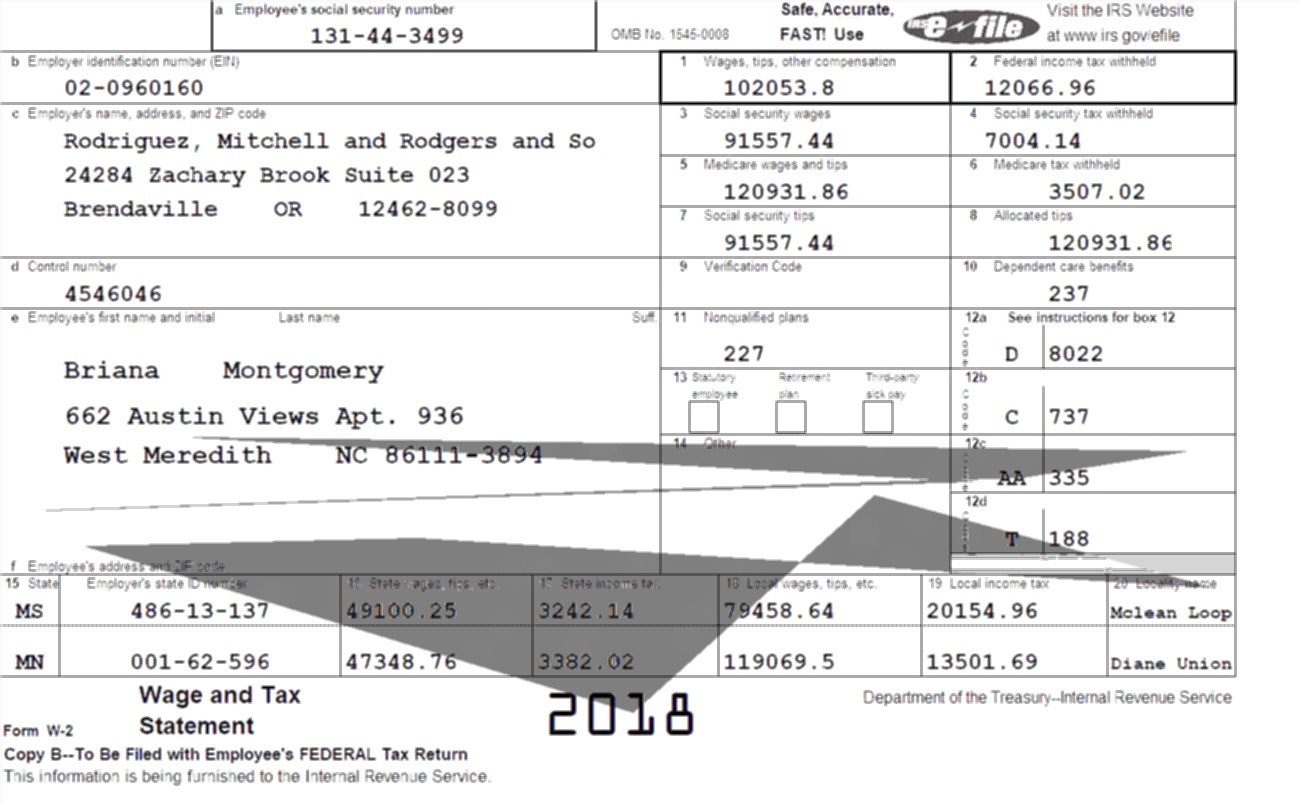 a Employee's social security number
131-44-3499
OMB No. 1545-0008
Safe, Accurate,
FAST! Use
IRS e-file
Visit the IRS Website
at www irs gov/efile
b Employer identification number (EIN)
02-0960160
1 Wages, tips, other compensation
102053.8
2 Federal income tax withheld
12066.96
c Employer's name, address, and ZIP code
Rodriguez, Mitchell and Rodgers and So
24284 Zachary Brook Suite 023
Brendaville OR 12462-8099
3 Social security wages
91557.44
4 Social security tax withheld
7004.14
5 Medicare wages and tips
120931.86
6 Medicare tax withheld
3507.02
7 Social security tips
91557.44
8 Allocated tips
120931.86
d Control number
4546046
9 Verification Code
10 Dependent care benefits
237
e Employee's first name and initial Last name Suff.
Briana Montgomery
662 Austin Views Apt. 936
West Meredith NC 86111-3894
11 Nonqualified plans
227
12a See instructions for box 12
Code D 8022
13 Statutory employee
Retirement plan
Third-party sick pay
12b
Code C 737
14 Other
12c
AA 335
12d
T 188
f Employee's address and ZIP code
15 State Employer's state ID number 16 State wages, tips, etc. 17 State income tax 18 Local wages, tips, etc. 19 Local income tax 20 Locality name
MS 486-13-137 49100.25 3242.14 79458.64 20154.96 Mclean Loop
MN 001-62-596 47348.76 3382.02 119069.5 13501.69 Diane Union
Form W-2
Wage and Tax
Statement
2018
Department of the Treasury--Internal Revenue Service
Copy B--To Be Filed with Employee's FEDERAL Tax Return
This information is being furnished to the Internal Revenue Service.